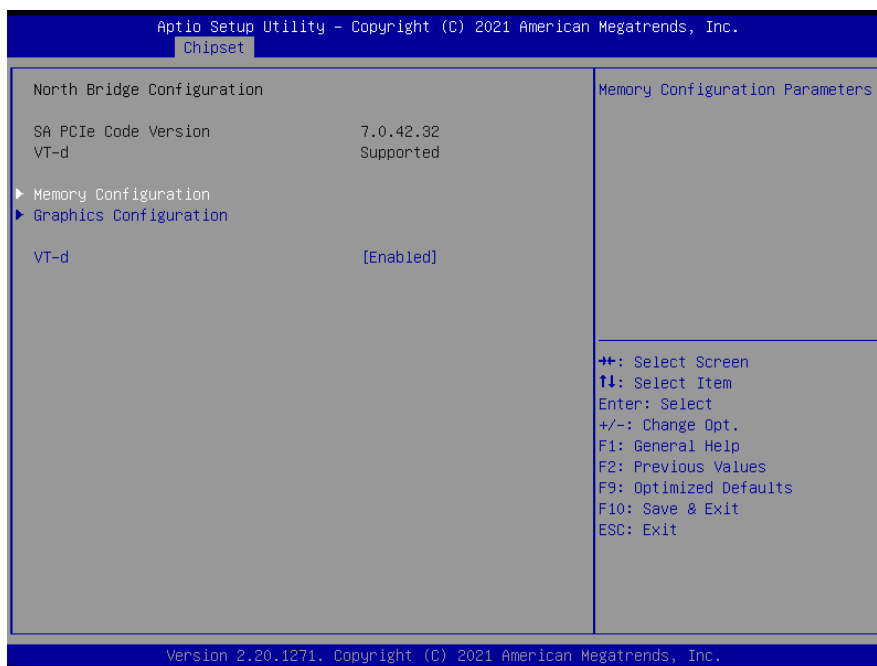 Aptio Setup Utility – Copyright (C) 2021 American Megatrends, Inc.
Chipset
North Bridge Configuration
SA PCIe Code Version 7.0.42.32
VT-d Supported
▶ Memory Configuration
▶ Graphics Configuration
VT-d [Enabled]
Memory Configuration Parameters
→←: Select Screen
↑↓: Select Item
Enter: Select
+/-: Change Opt.
F1: General Help
F2: Previous Values
F9: Optimized Defaults
F10: Save & Exit
ESC: Exit
Version 2.20.1271. Copyright (C) 2021 American Megatrends, Inc.